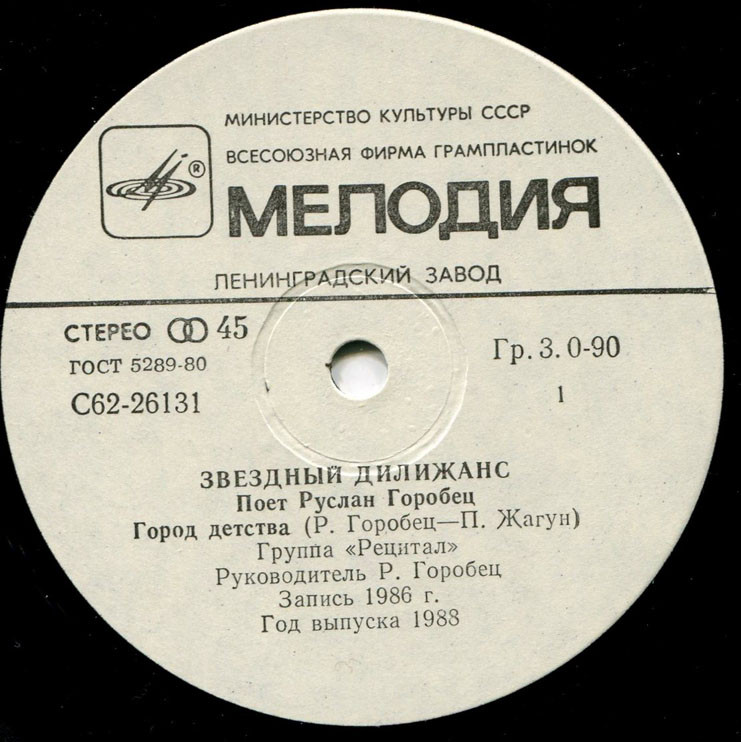 МИНИСТЕРСТВО КУЛЬТУРЫ СССР
ВСЕСОЮЗНАЯ ФИРМА ГРАМПЛАСТИНОК
®
МЕЛОДИЯ
ЛЕНИНГРАДСКИЙ ЗАВОД
СТЕРЕО 45
ГОСТ 5289-80
С62-26131
Гр. 3. 0-90
1
ЗВЕЗДНЫЙ ДИЛИЖАНС
Поет Руслан Горобец
Город детства (Р. Горобец—П. Жагун)
Группа «Рецитал»
Руководитель Р. Горобец
Запись 1986 г.
Год выпуска 1988